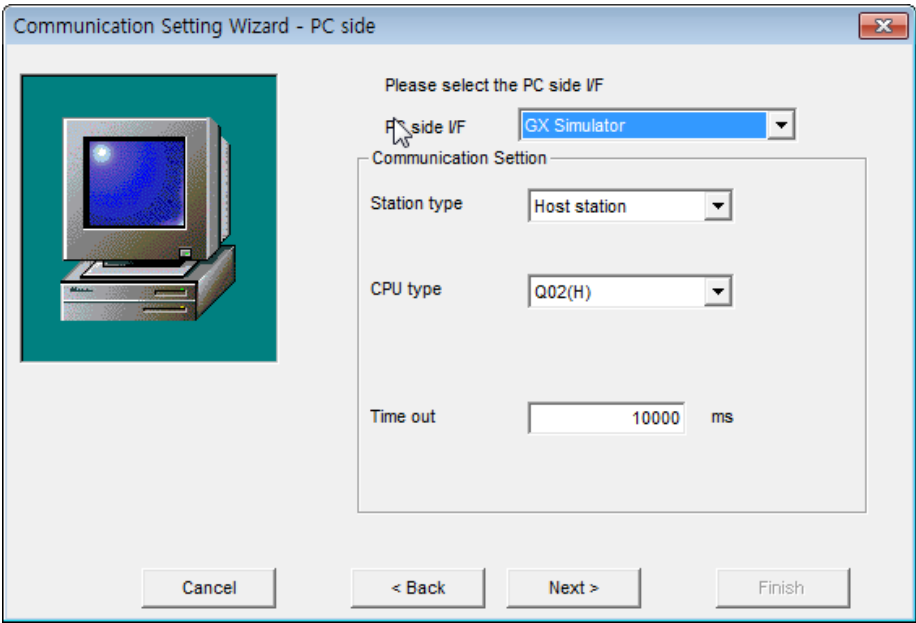 Communication Setting Wizard - PC side
Please select the PC side I/F
PC side I/F
GX Simulator
Communication Settion
Station type
Host station
CPU type
Q02(H)
Time out
10000
ms
Cancel
< Back
Next >
Finish